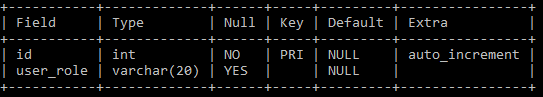 +-----------+-------------+------+-----+---------+----------------+
| Field     | Type        | Null | Key | Default | Extra          |
+-----------+-------------+------+-----+---------+----------------+
| id        | int         | NO   | PRI | NULL    | auto_increment |
| user_role | varchar(20) | YES  |     | NULL    |                |
+-----------+-------------+------+-----+---------+----------------+